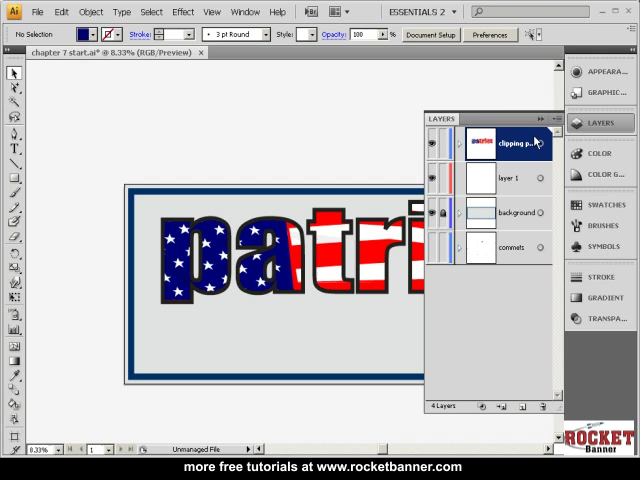 Ai File Edit Object Type Select Effect View Window Help Br ESSENTIALS 2
No Selection Stroke: 3 pt Round Style: Opacity: 100 % Document Setup Preferences
chapter 7 start.ai* @ 8.33% (RGB/Preview) ×
LAYERS
clipping p...
layer 1
background
commets
4 Layers
APPEARA...
GRAPHIC...
LAYERS
COLOR
COLOR G...
SWATCHES
BRUSHES
SYMBOLS
STROKE
GRADIENT
TRANSPA...
patri
8.33% 1 Unmanaged File
ROCKET
Banner
more free tutorials at www.rocketbanner.com